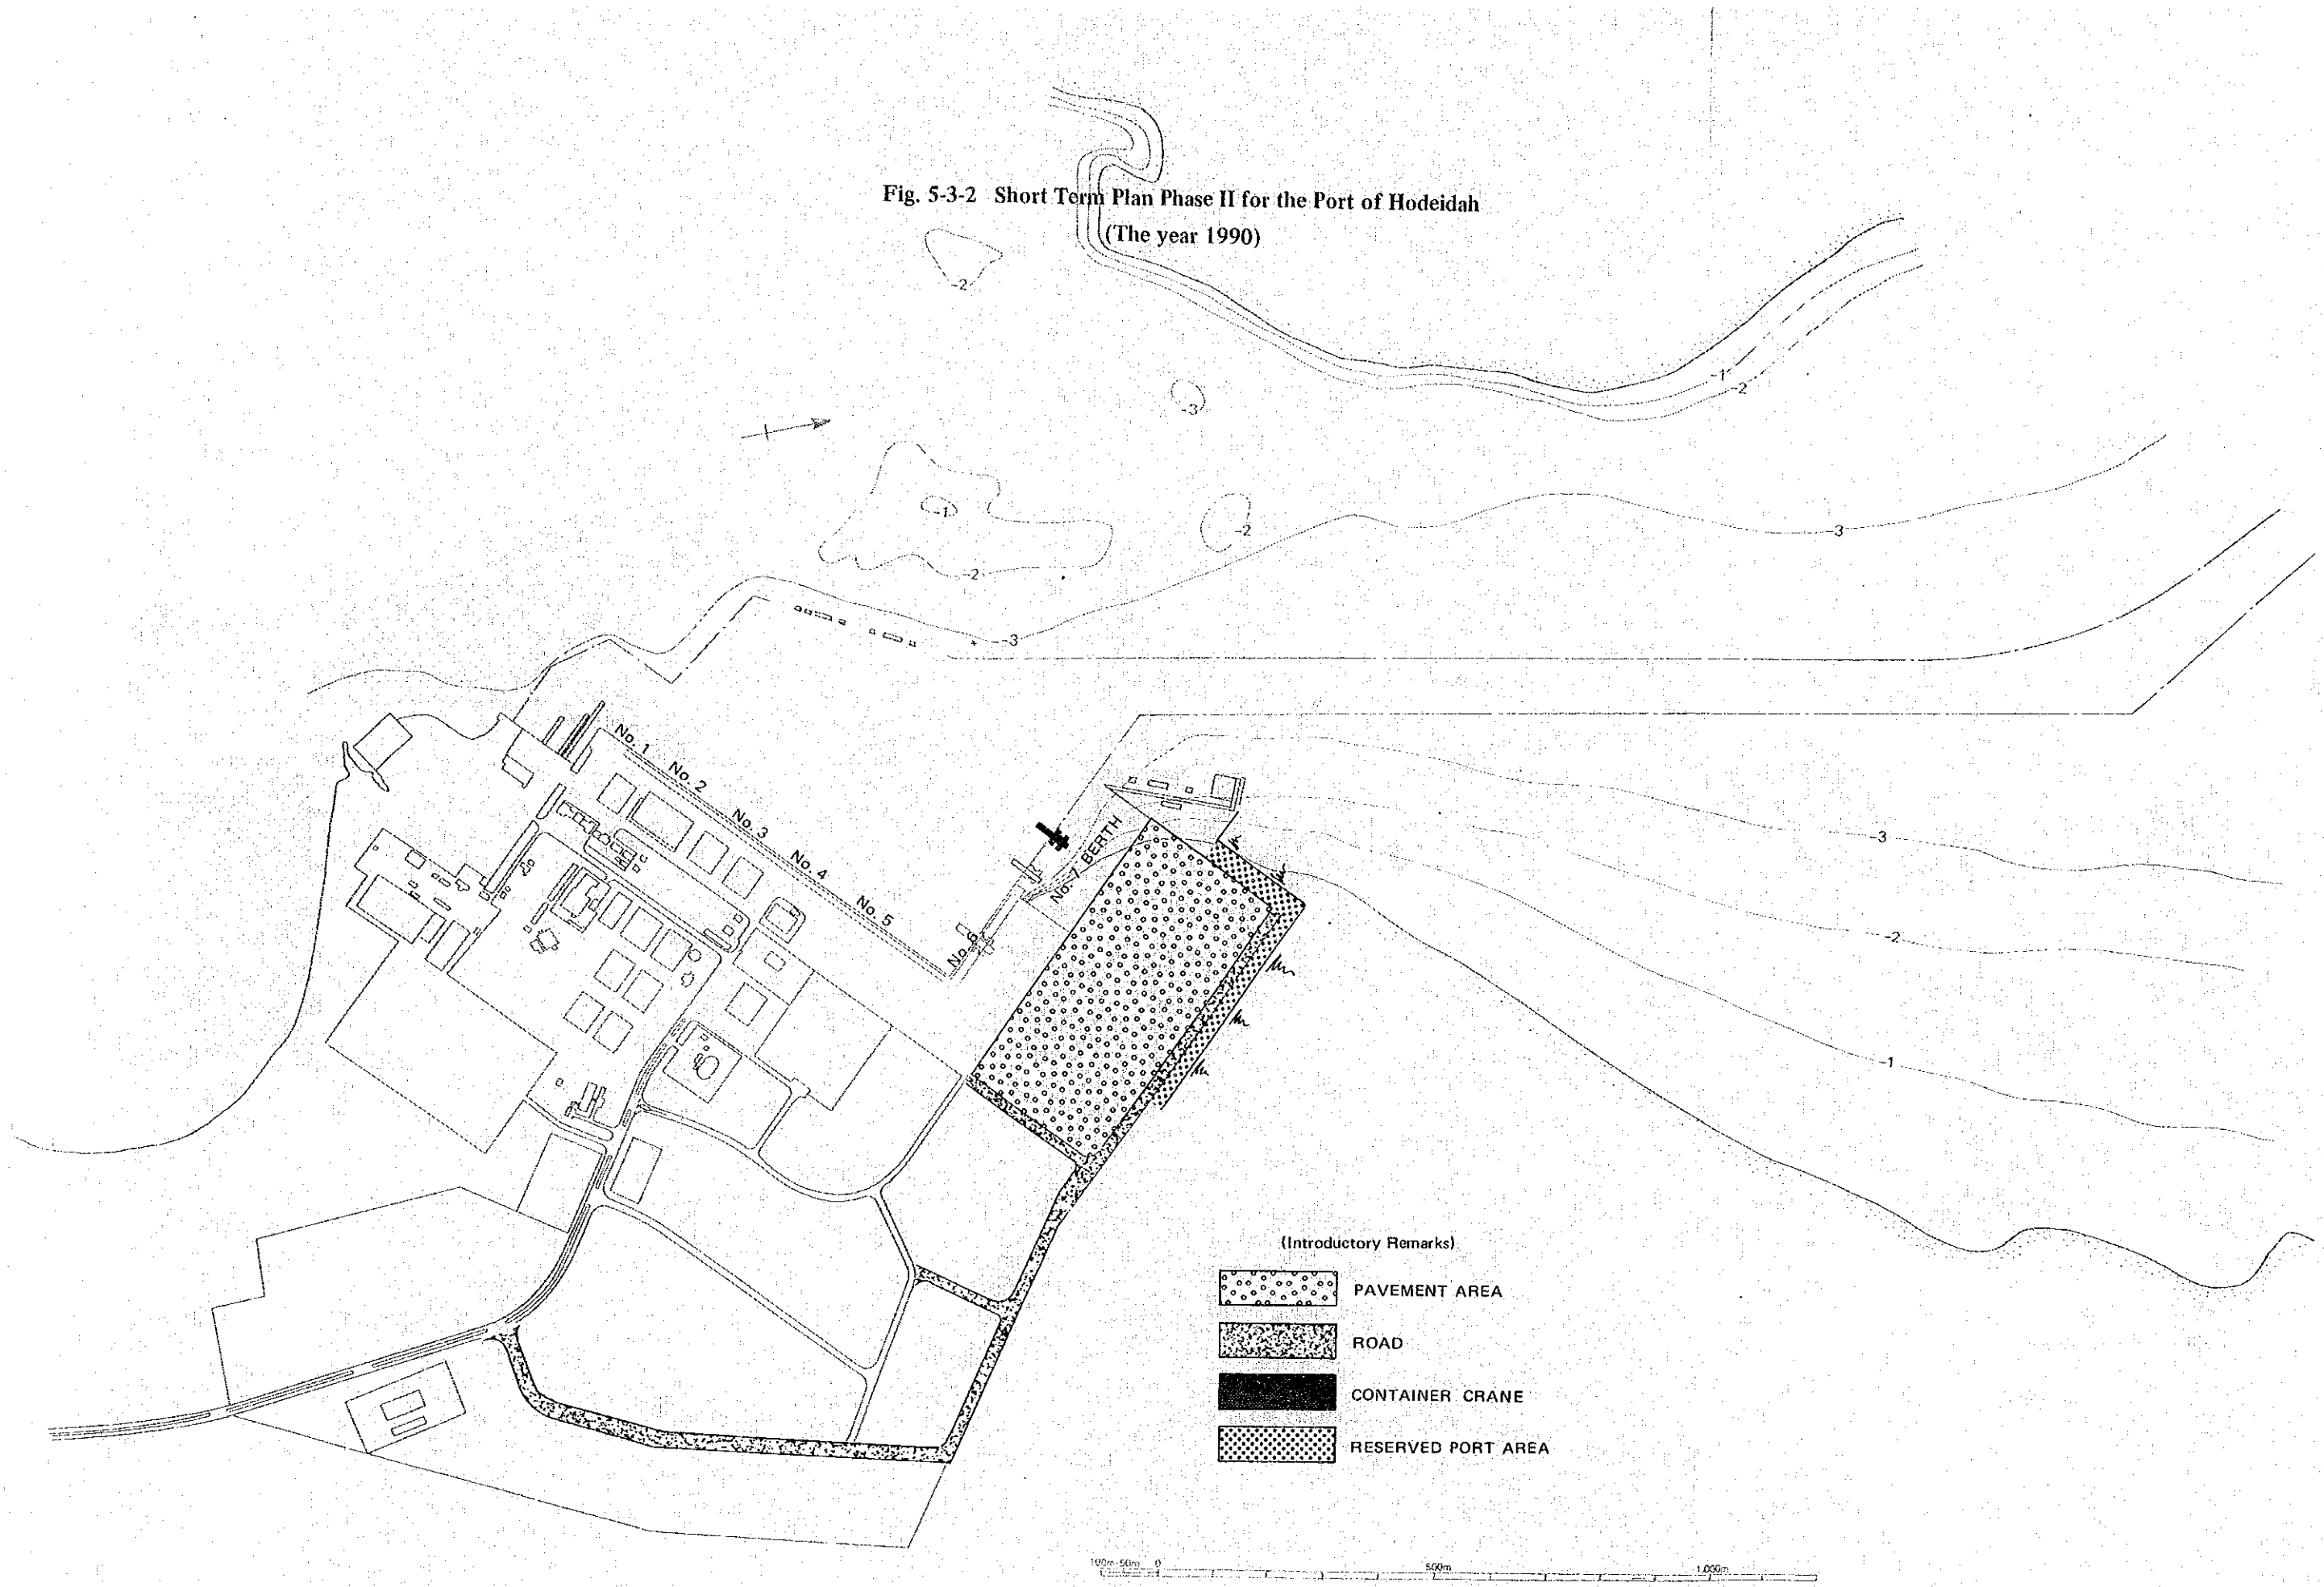 Fig. 5-3-2 Short Term Plan Phase II for the Port of Hodeidah
(The year 1990)
-2
-1
-2
-3
-1
-2
-3
-2
-3
No. 1
No. 2
No. 3
No. 4
No. 5
No. 6
No. 7 BERTH
-3
-2
-1
(Introductory Remarks)
PAVEMENT AREA
ROAD
CONTAINER CRANE
RESERVED PORT AREA
100m 50m 0 500m 1,000m